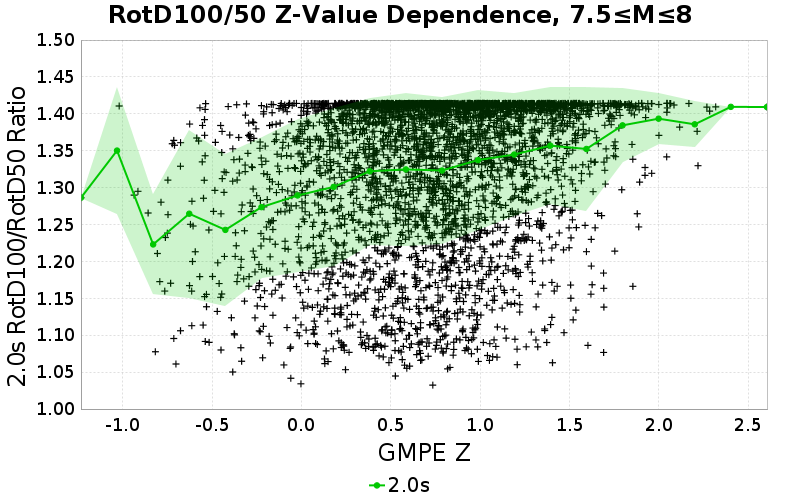 RotD100/50 Z-Value Dependence, 7.5≤M≤8
2.0s RotD100/RotD50 Ratio
1.50
1.45
1.40
1.35
1.30
1.25
1.20
1.15
1.10
1.05
1.00
-1.0 -0.5 0.0 0.5 1.0 1.5 2.0 2.5
GMPE Z
2.0s